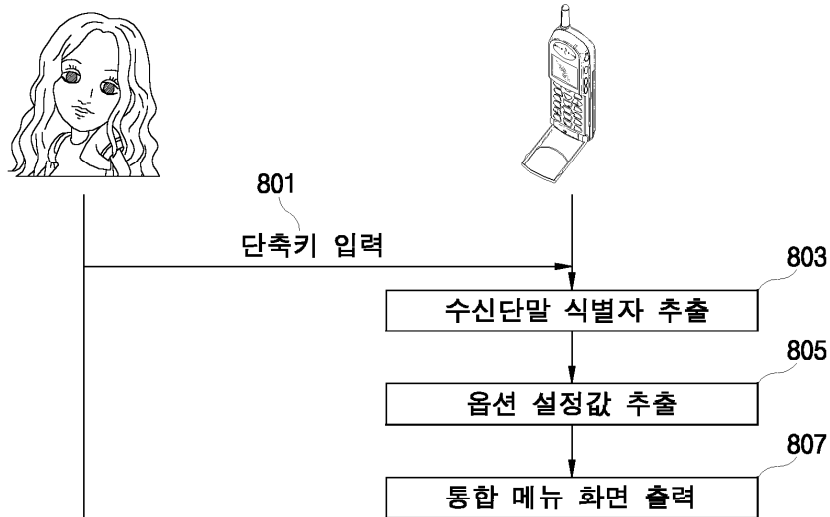 801
단축키 입력
803
수신단말 식별자 추출
805
옵션 설정값 추출
807
통합 메뉴 화면 출력